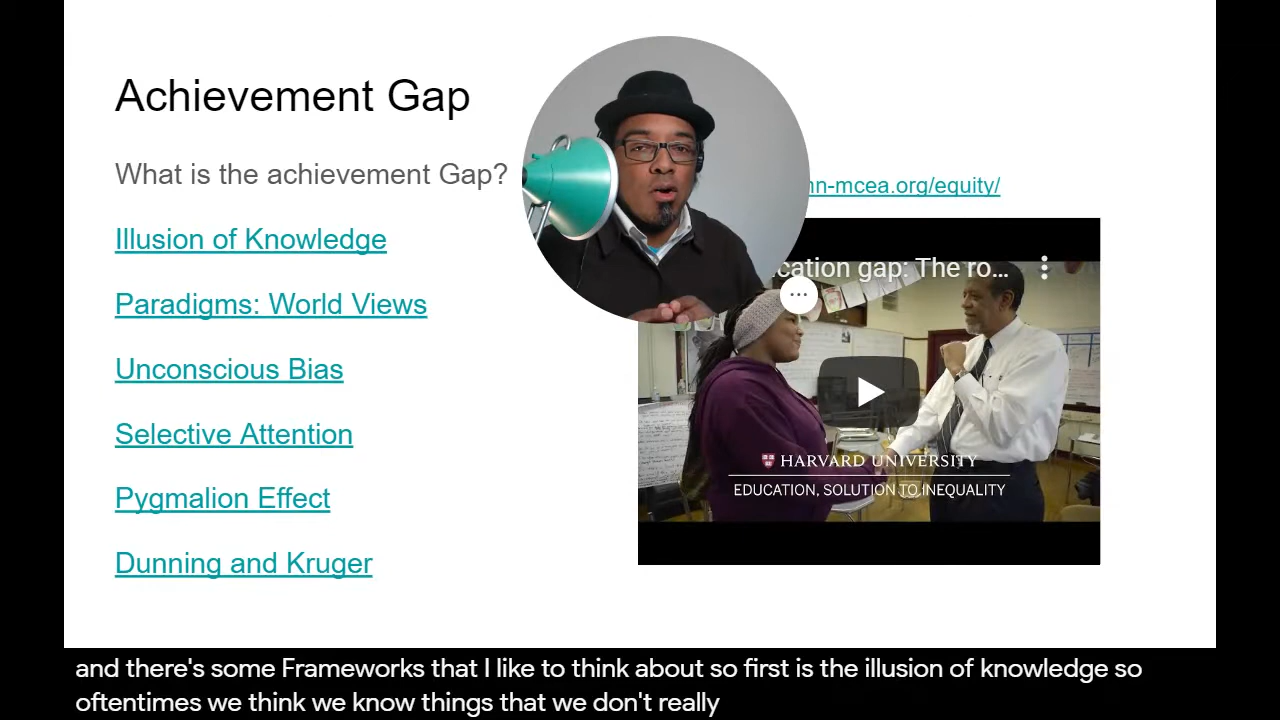 Achievement Gap
What is the achievement Gap?
Illusion of Knowledge
Paradigms: World Views
Unconscious Bias
Selective Attention
Pygmalion Effect
Dunning and Kruger
nn-mcea.org/equity/
cation gap: The ro...
HARVARD UNIVERSITY
EDUCATION, SOLUTION TO INEQUALITY
and there's some Frameworks that I like to think about so first is the illusion of knowledge so
oftentimes we think we know things that we don't really